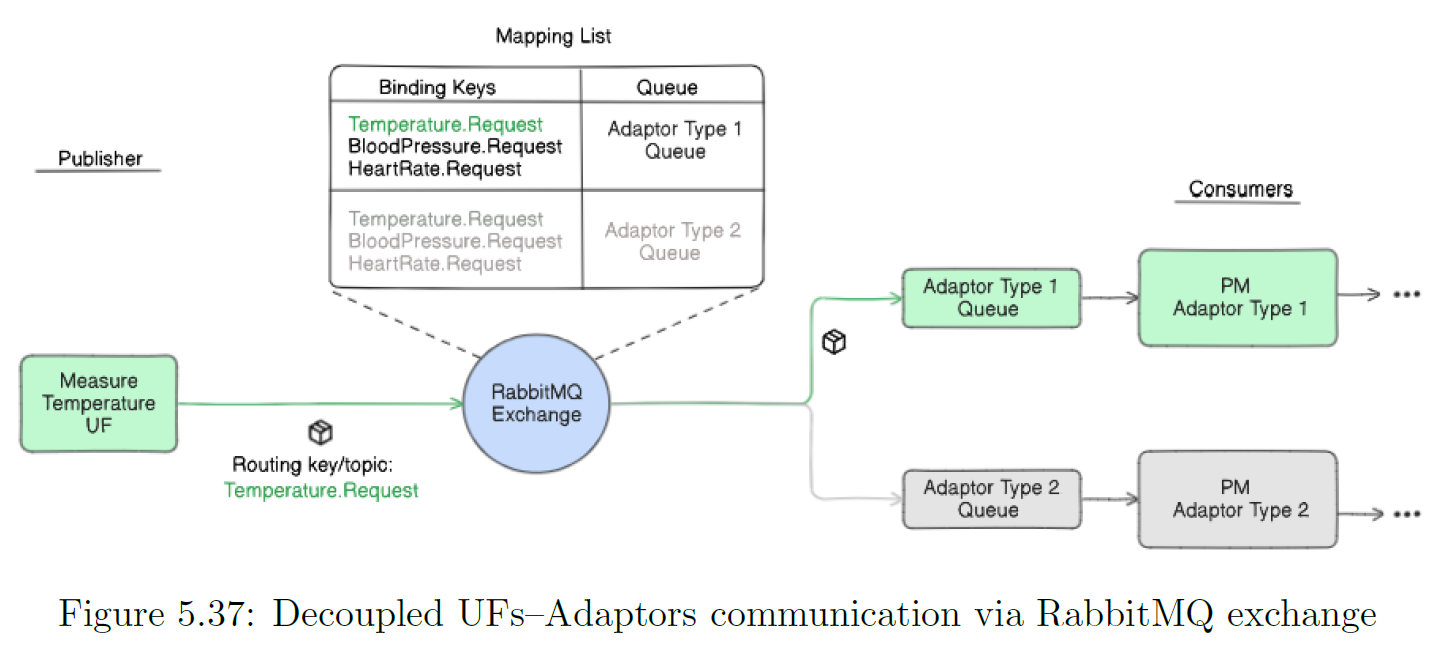 Mapping List
Binding Keys
Queue
Temperature.Request
BloodPressure.Request
HeartRate.Request
Adaptor Type 1
Queue
Temperature.Request
BloodPressure.Request
HeartRate.Request
Adaptor Type 2
Queue
Publisher
Consumers
Measure
Temperature
UF
Routing key/topic:
Temperature.Request
RabbitMQ
Exchange
Adaptor Type 1
Queue
PM
Adaptor Type 1
Adaptor Type 2
Queue
PM
Adaptor Type 2
Figure 5.37: Decoupled UFs–Adaptors communication via RabbitMQ exchange